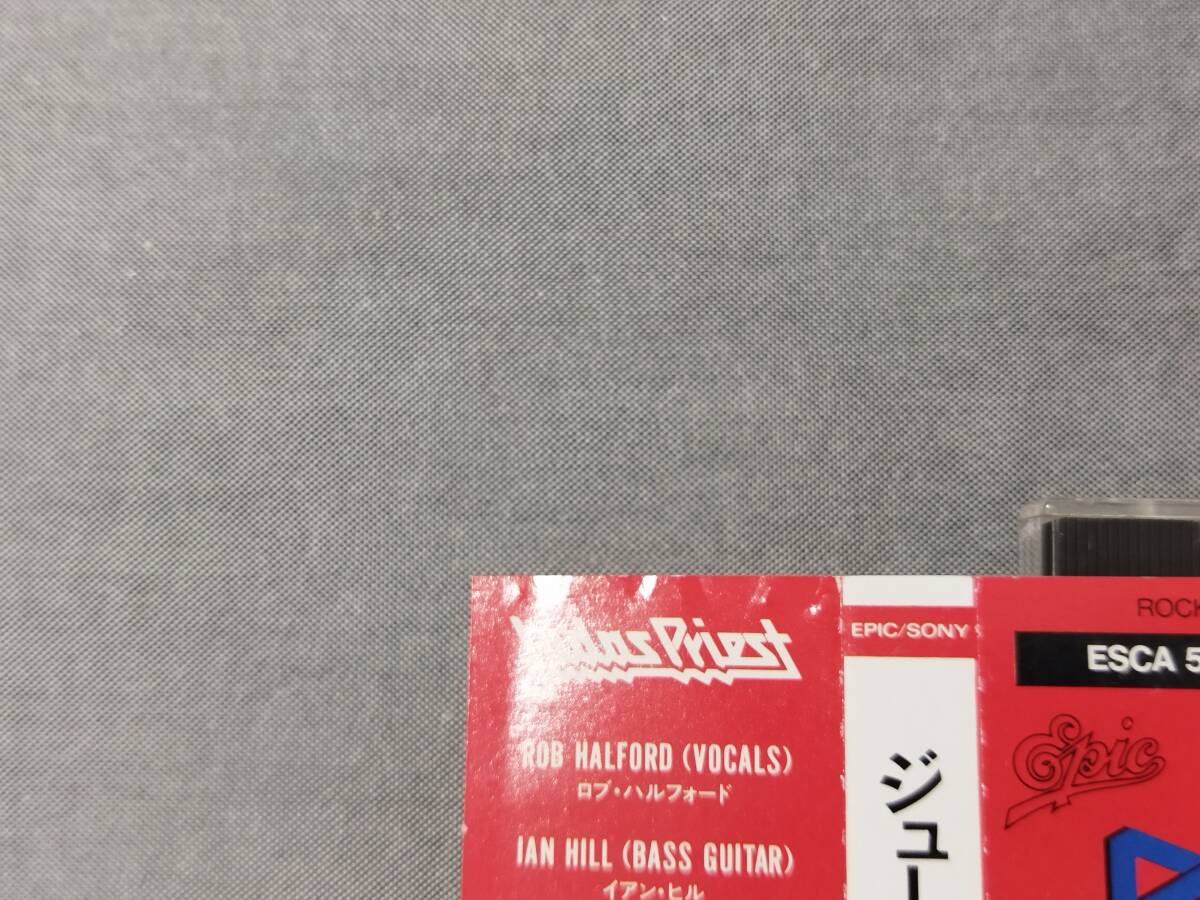 Judas Priest
ROB HALFORD (VOCALS)
ロブ・ハルフォード
IAN HILL (BASS GUITAR)
イアン・ヒル
EPIC/SONY
ジュー
ROCK
ESCA 5
Epic